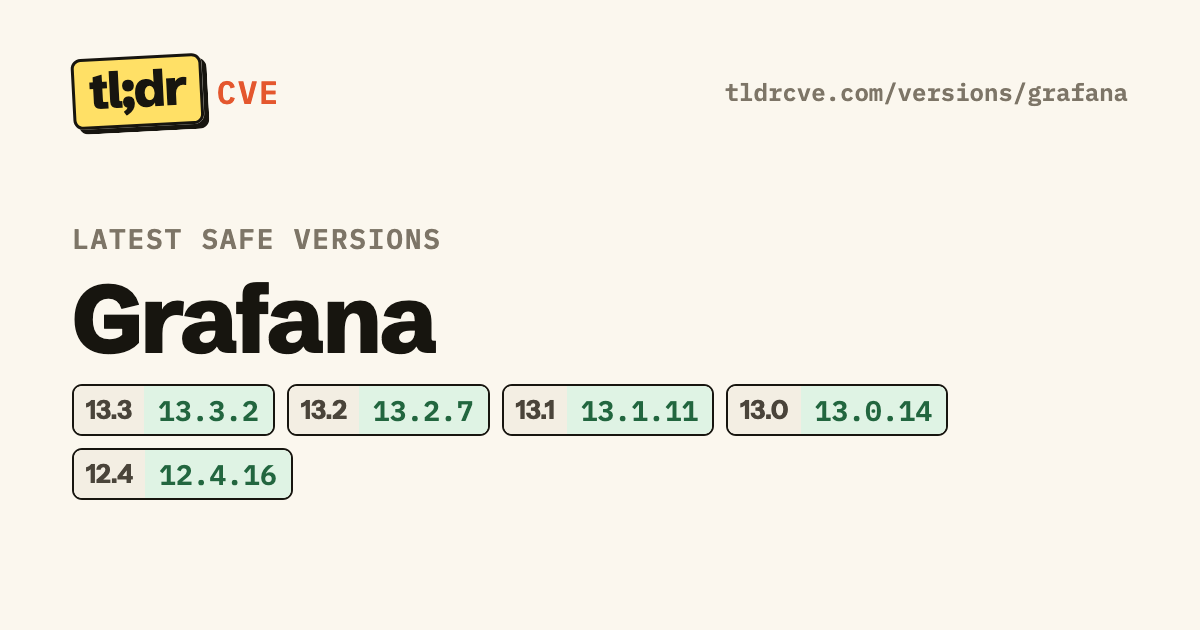 tl;dr CVE
tldrcve.com/versions/grafana
LATEST SAFE VERSIONS
Grafana
13.3 13.3.2 13.2 13.2.7 13.1 13.1.11 13.0 13.0.14
12.4 12.4.16